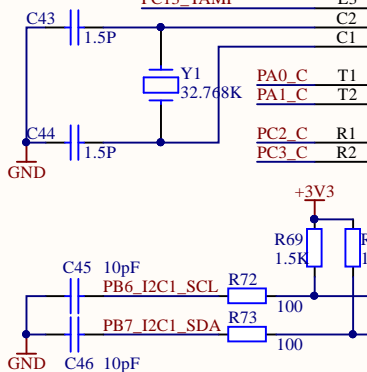 C43
1.5P
C2
C1
Y1
32.768K
PA0_C T1
PA1_C T2
C44
1.5P
PC2_C R1
PC3_C R2
GND
+3V3
R69
1.5K
C45 10pF
PB6_I2C1_SCL
R72
100
PB7_I2C1_SDA
R73
100
GND
C46 10pF